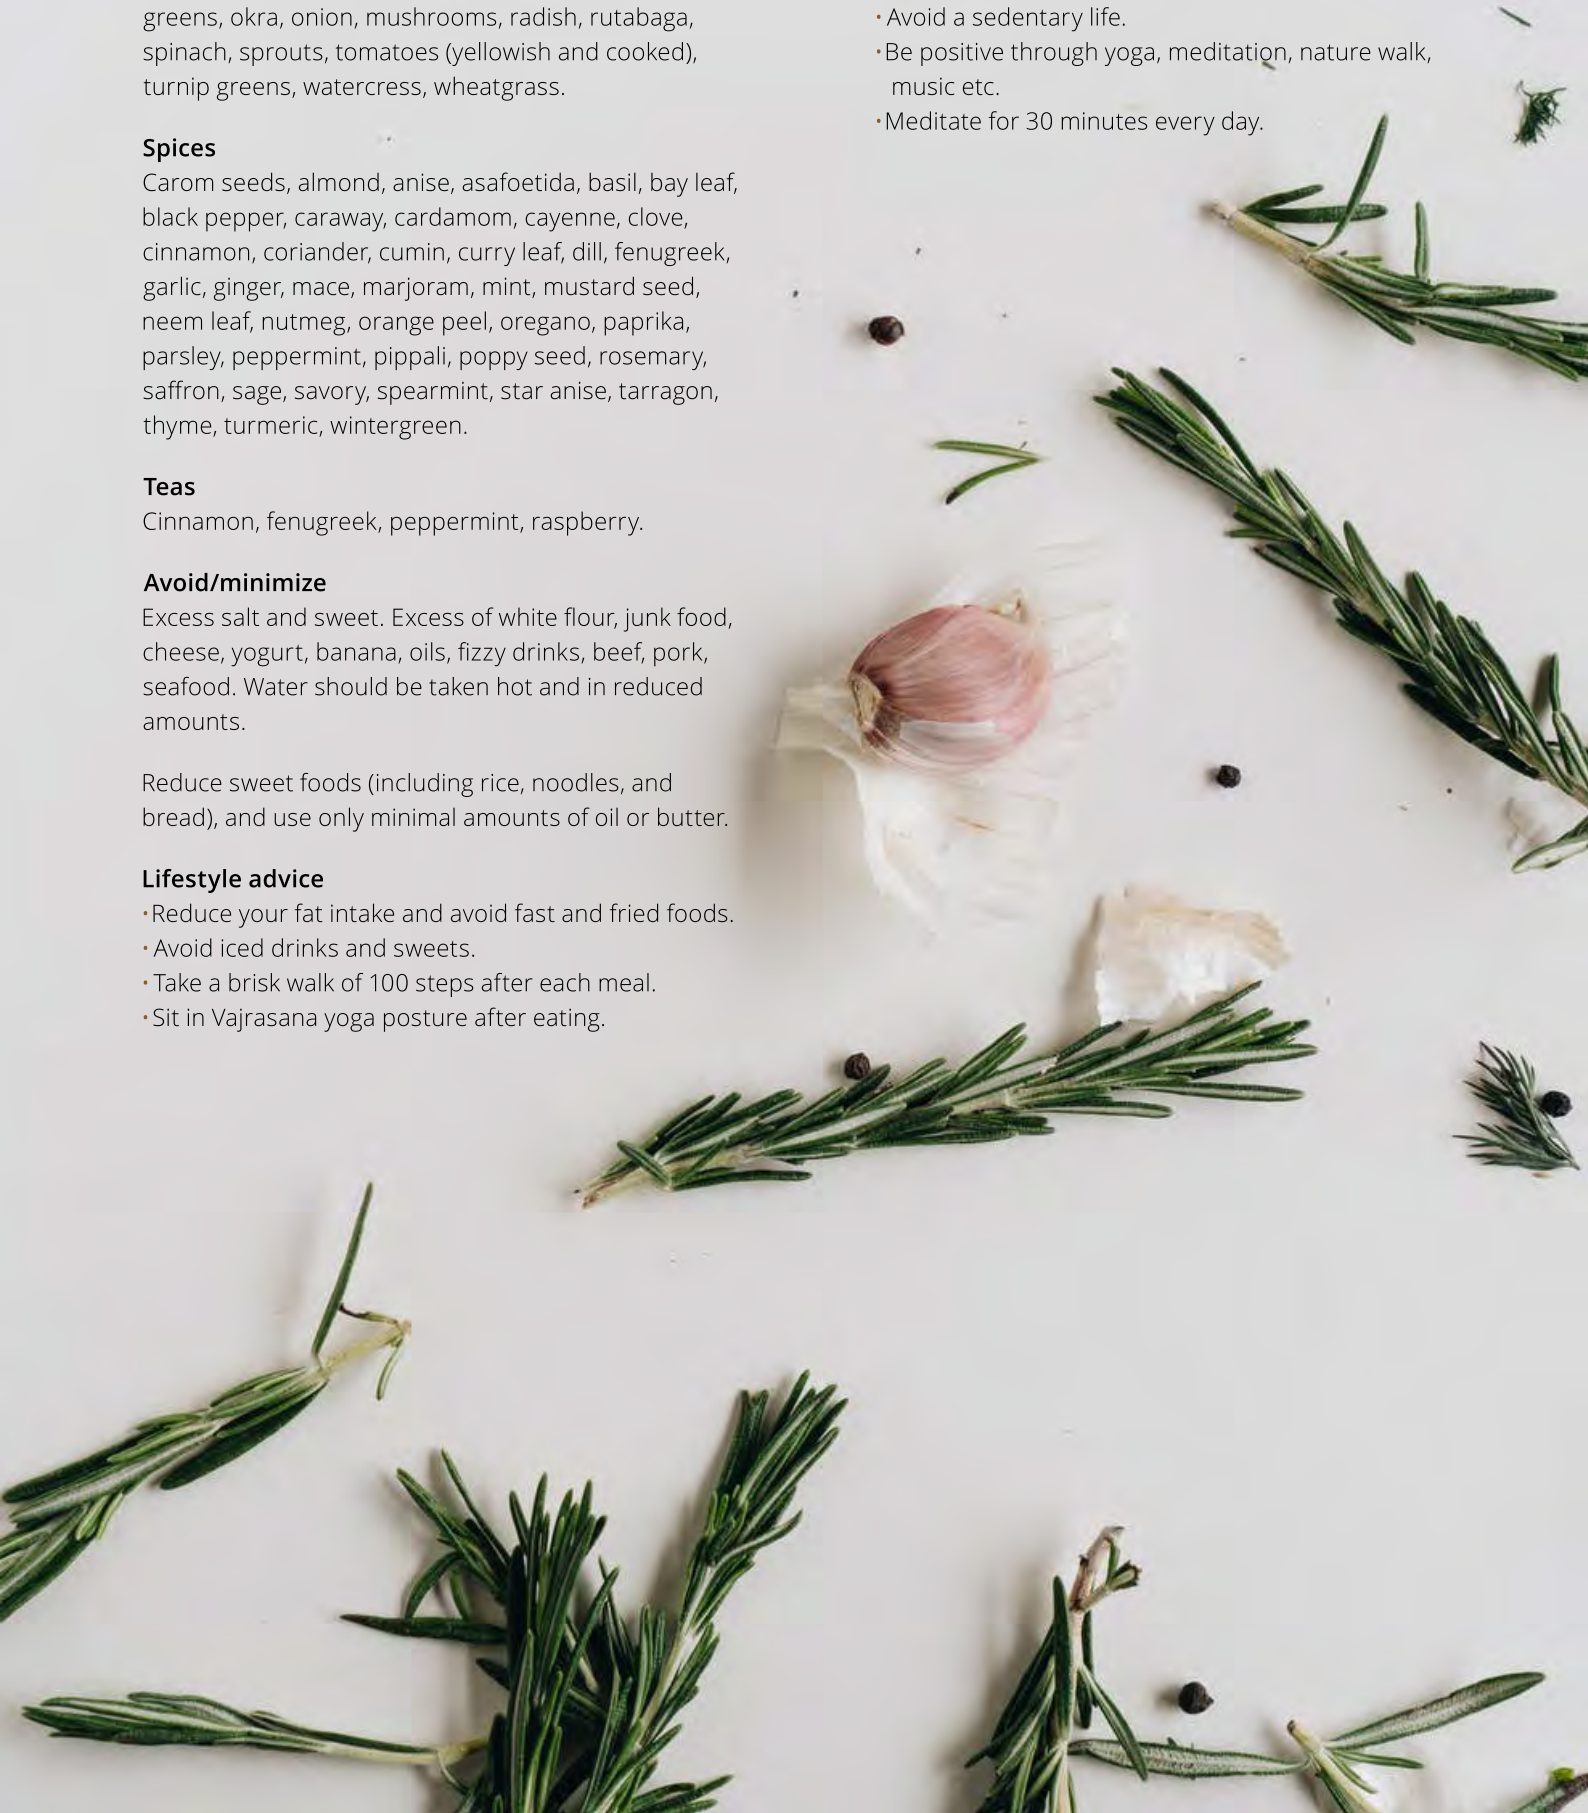 greens, okra, onion, mushrooms, radish, rutabaga,
spinach, sprouts, tomatoes (yellowish and cooked),
turnip greens, watercress, wheatgrass.
Spices
Carom seeds, almond, anise, asafoetida, basil, bay leaf,
black pepper, caraway, cardamom, cayenne, clove,
cinnamon, coriander, cumin, curry leaf, dill, fenugreek,
garlic, ginger, mace, marjoram, mint, mustard seed,
neem leaf, nutmeg, orange peel, oregano, paprika,
parsley, peppermint, pippali, poppy seed, rosemary,
saffron, sage, savory, spearmint, star anise, tarragon,
thyme, turmeric, wintergreen.
Teas
Cinnamon, fenugreek, peppermint, raspberry.
Avoid/minimize
Excess salt and sweet. Excess of white flour, junk food,
cheese, yogurt, banana, oils, fizzy drinks, beef, pork,
seafood. Water should be taken hot and in reduced
amounts.
Reduce sweet foods (including rice, noodles, and
bread), and use only minimal amounts of oil or butter.
Lifestyle advice
•Reduce your fat intake and avoid fast and fried foods.
• Avoid iced drinks and sweets.
• Take a brisk walk of 100 steps after each meal.
• Sit in Vajrasana yoga posture after eating.
• Avoid a sedentary life.
•Be positive through yoga, meditation, nature walk,
music etc.
•Meditate for 30 minutes every day.